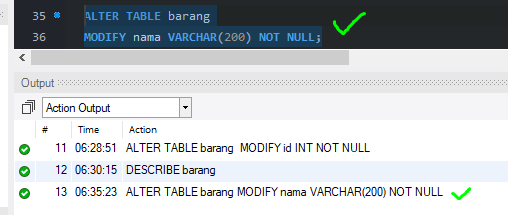 35 ALTER TABLE barang
36 MODIFY nama VARCHAR(200) NOT NULL;
Output
Action Output
# Time Action
11 06:28:51 ALTER TABLE barang  MODIFY id INT NOT NULL
12 06:30:15 DESCRIBE barang
13 06:35:23 ALTER TABLE barang MODIFY nama VARCHAR(200) NOT NULL